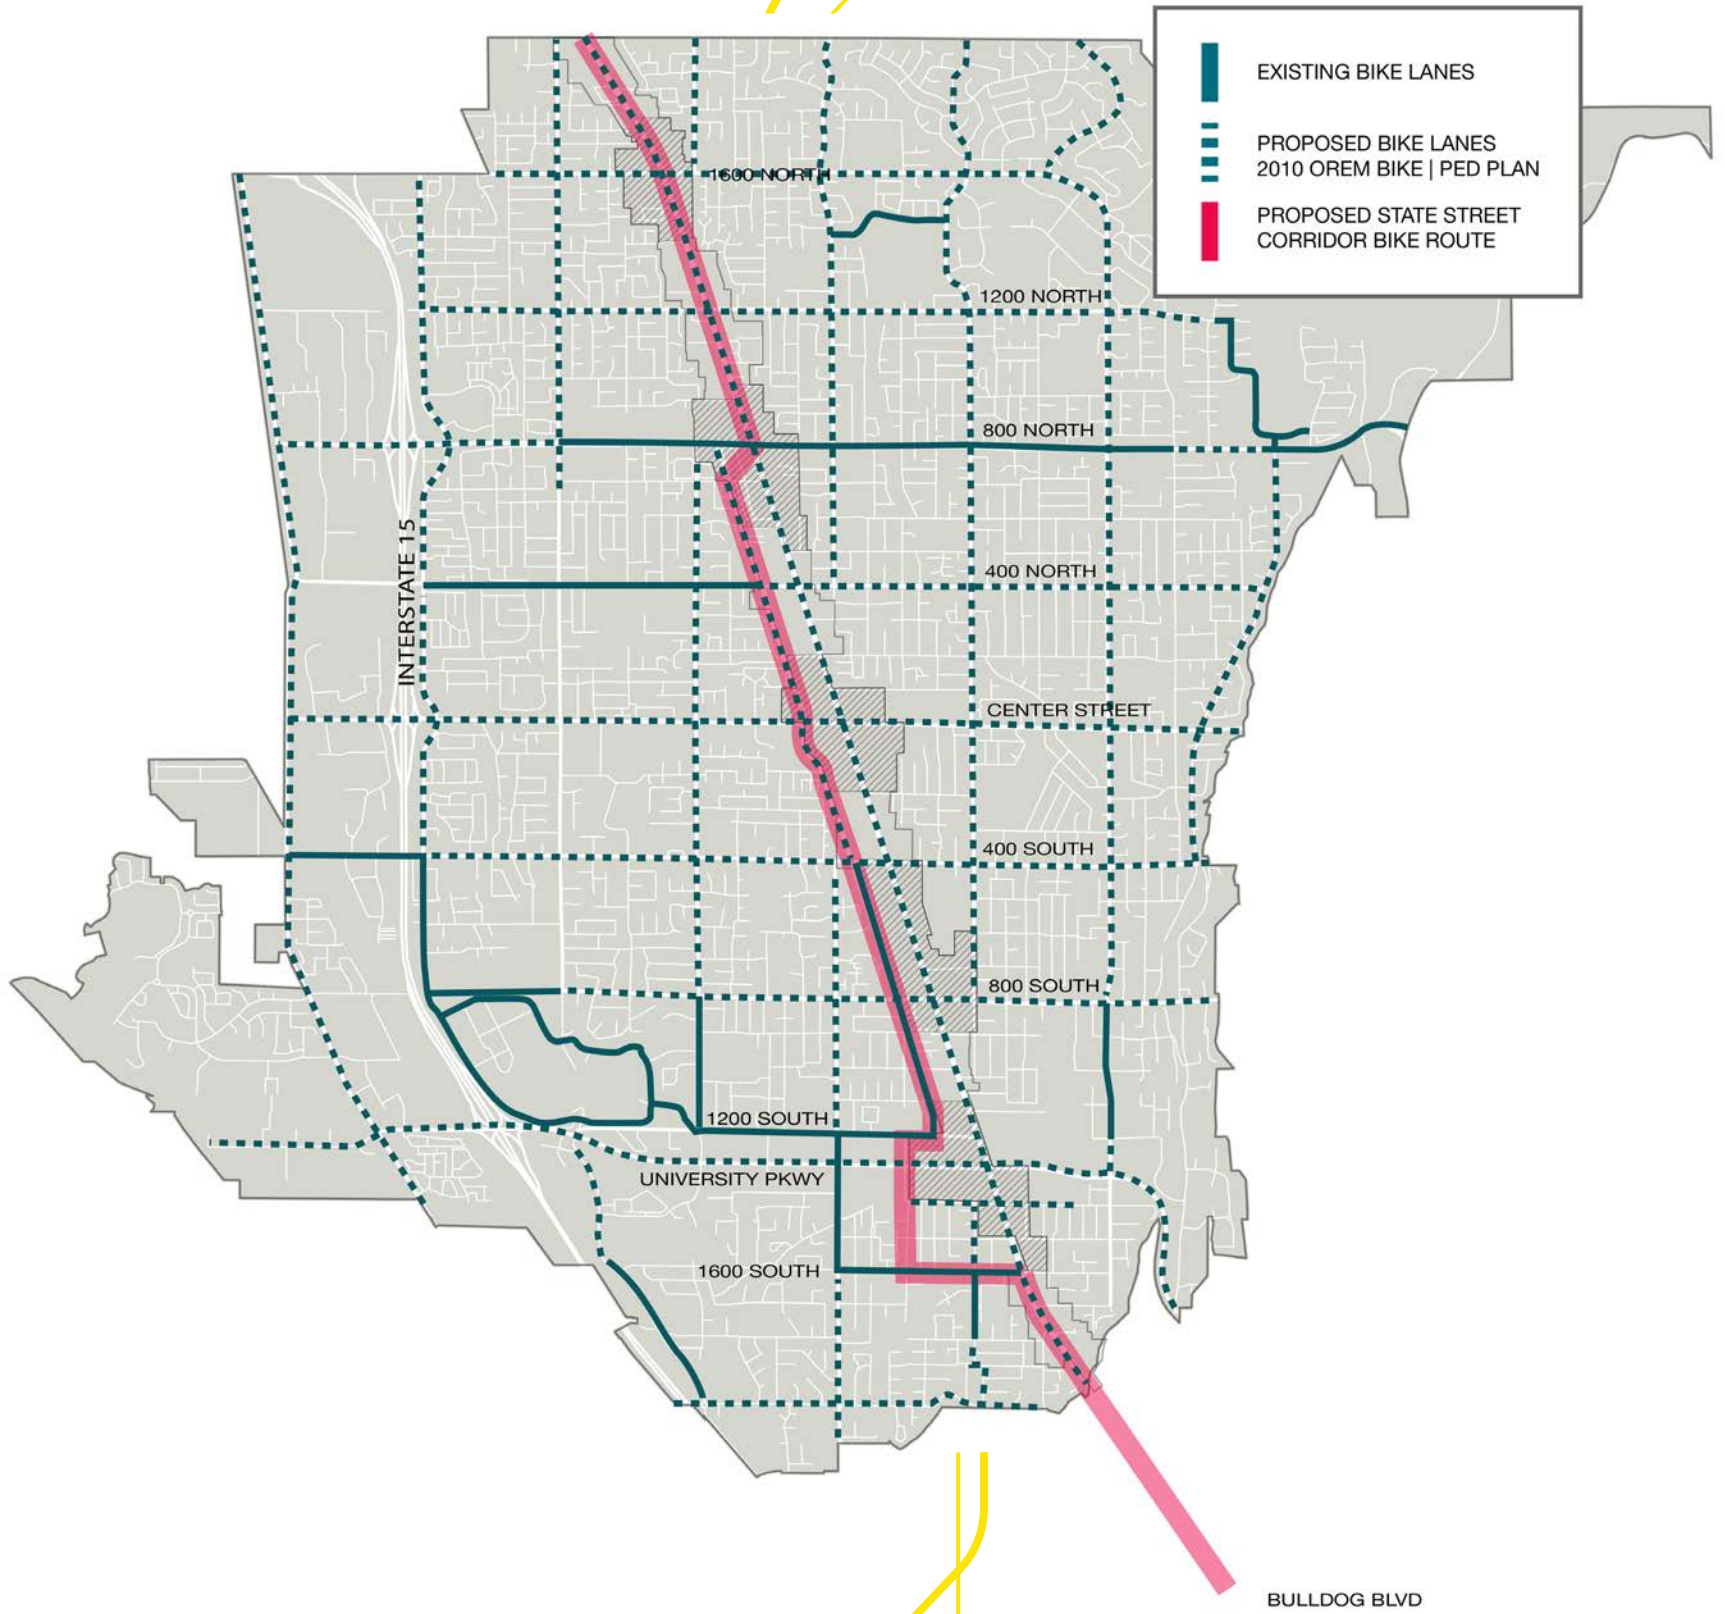 EXISTING BIKE LANES
PROPOSED BIKE LANES
2010 OREM BIKE | PED PLAN
PROPOSED STATE STREET
CORRIDOR BIKE ROUTE
1600 NORTH
1200 NORTH
800 NORTH
INTERSTATE 15
400 NORTH
CENTER STREET
400 SOUTH
800 SOUTH
1200 SOUTH
UNIVERSITY PKWY
1600 SOUTH
BULLDOG BLVD